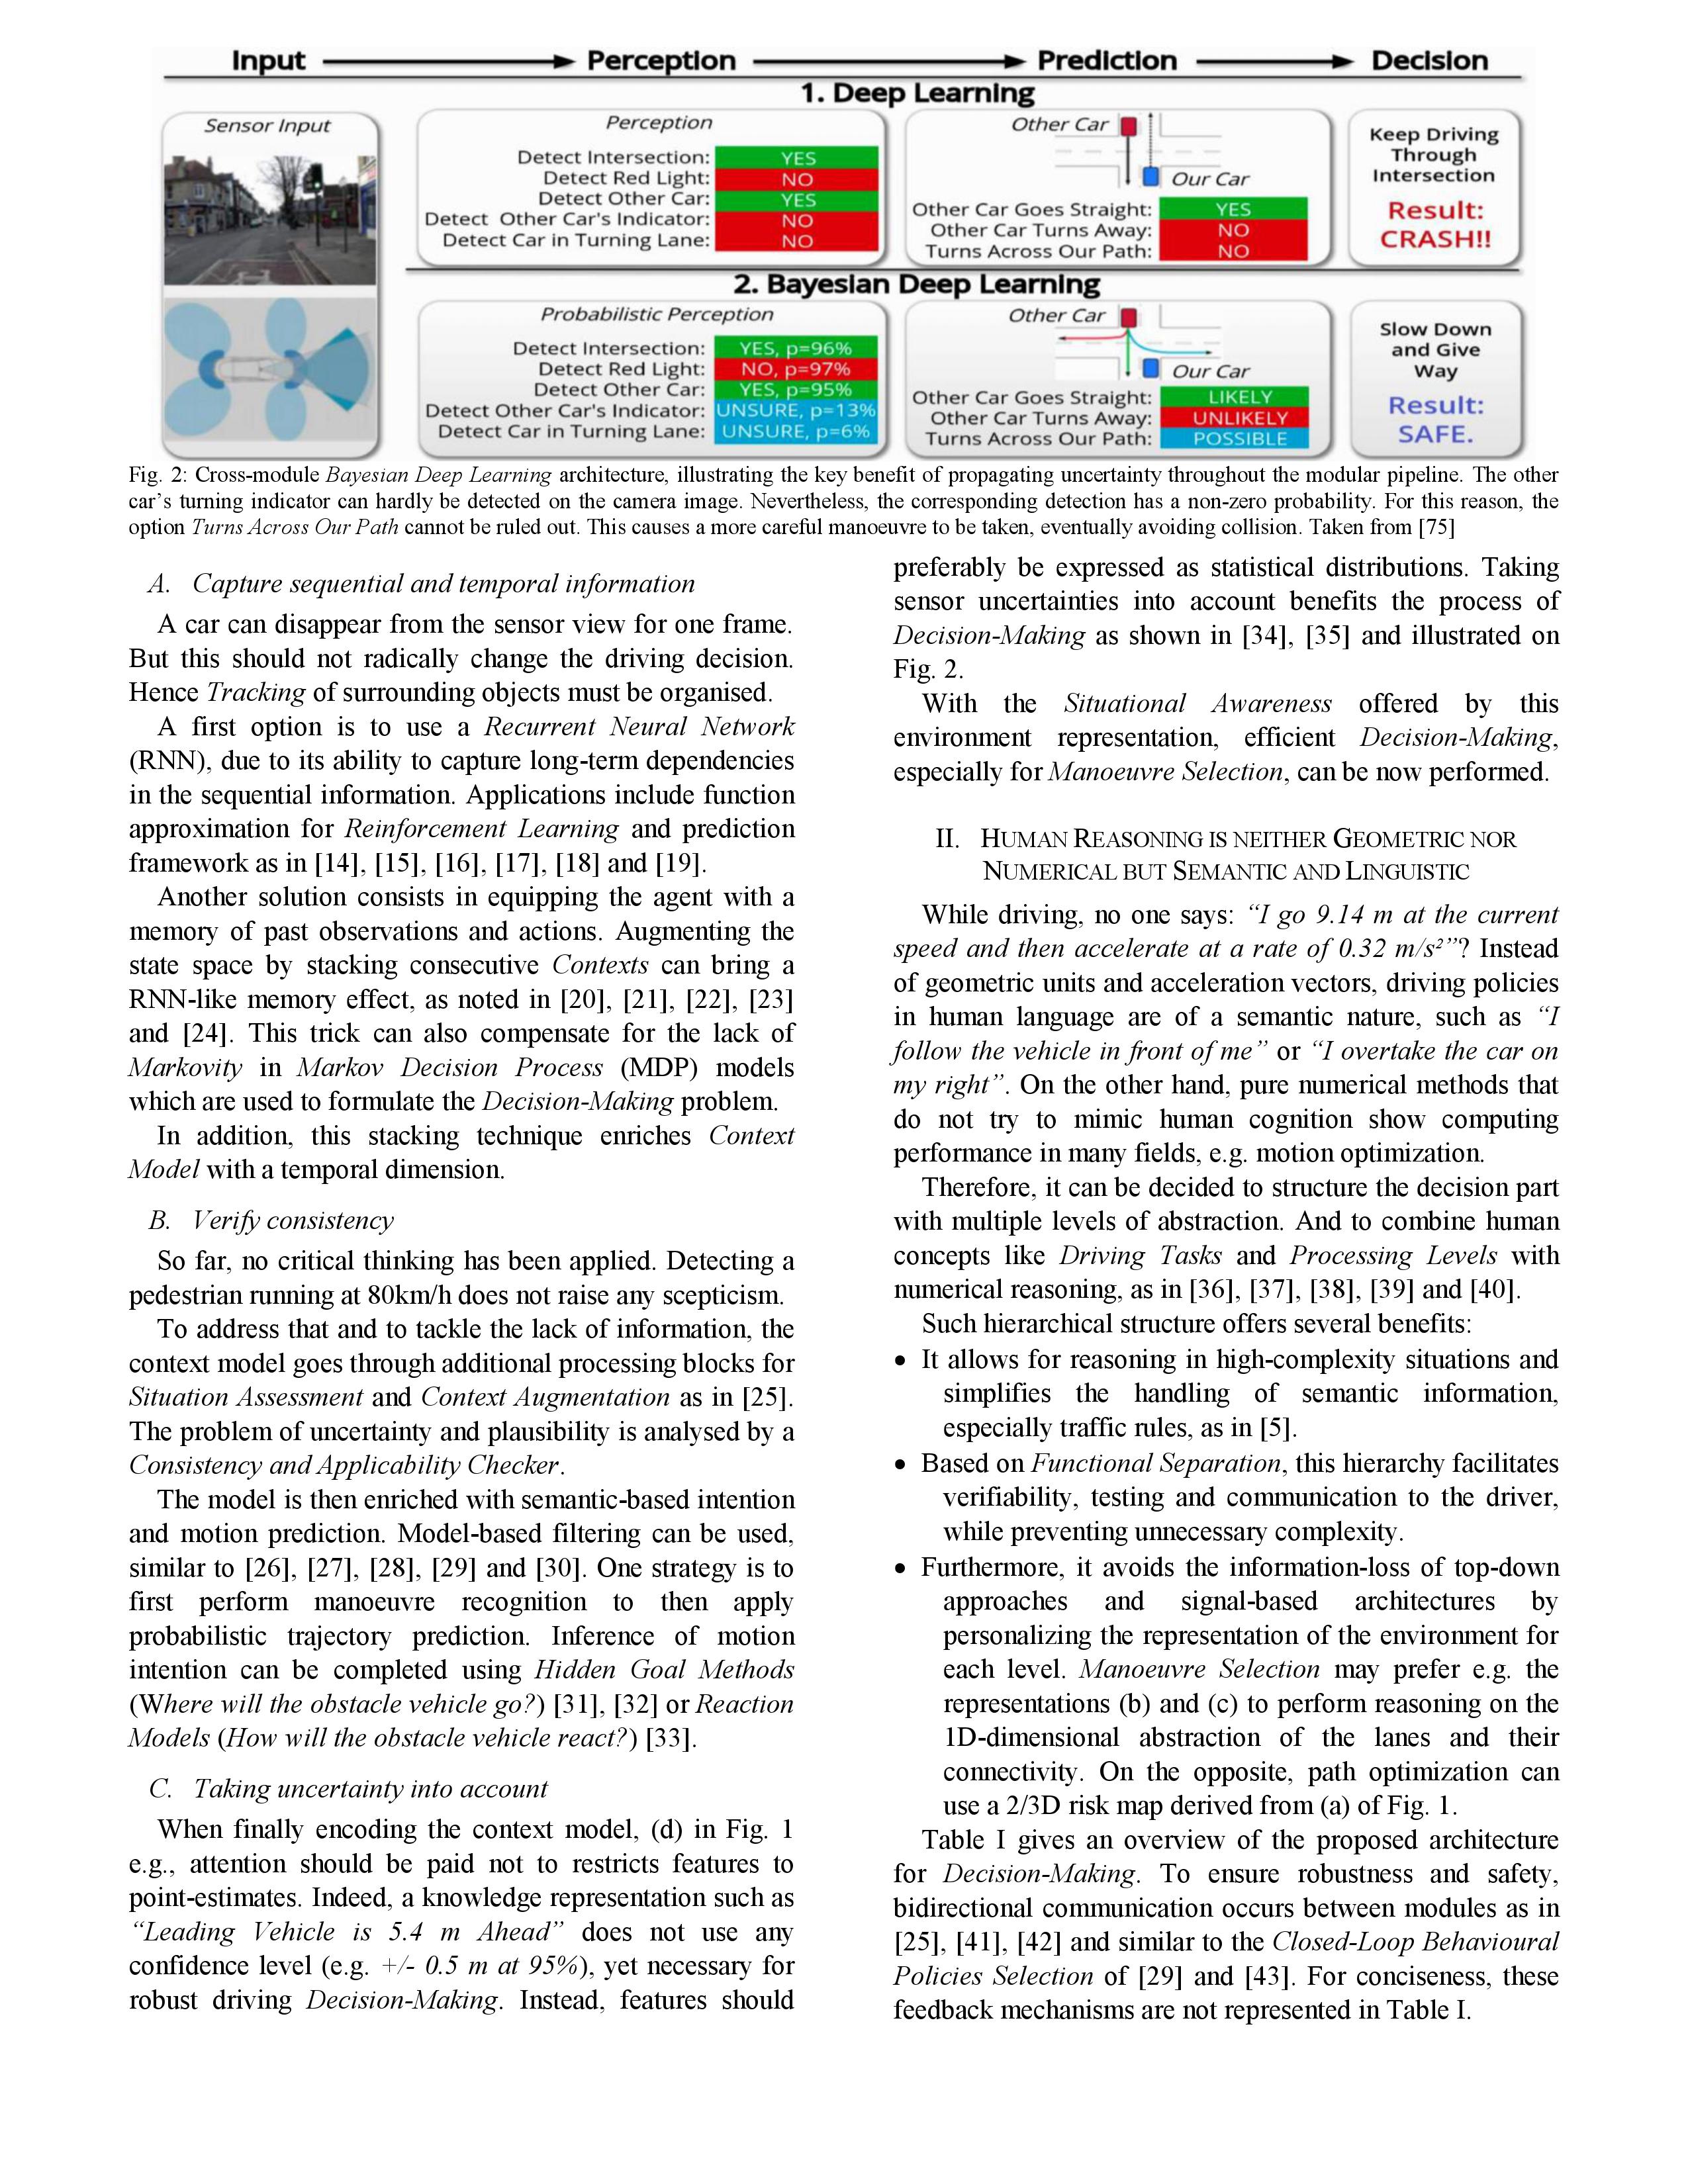 Input
Perception
Prediction
Decision
1. Deep Learning
Sensor Input
Perception
Detect Intersection: YES
Detect Red Light: NO
Detect Other Car: YES
Detect Other Car's Indicator: NO
Detect Car in Turning Lane: NO
Other Car
Our Car
Other Car Goes Straight: YES
Other Car Turns Away: NO
Turns Across Our Path: NO
Keep Driving
Through
Intersection
Result:
CRASH!!
2. Bayesian Deep Learning
Probabilistic Perception
Detect Intersection: YES, p=96%
Detect Red Light: NO, p=97%
Detect Other Car: YES, p=95%
Detect Other Car's Indicator: UNSURE, p=13%
Detect Car in Turning Lane: UNSURE, p=6%
Other Car
Our Car
Other Car Goes Straight: LIKELY
Other Car Turns Away: UNLIKELY
Turns Across Our Path: POSSIBLE
Slow Down
and Give
Way
Result:
SAFE.
Fig. 2: Cross-module Bayesian Deep Learning architecture, illustrating the key benefit of propagating uncertainty throughout the modular pipeline. The other
car’s turning indicator can hardly be detected on the camera image. Nevertheless, the corresponding detection has a non-zero probability. For this reason, the
option Turns Across Our Path cannot be ruled out. This causes a more careful manoeuvre to be taken, eventually avoiding collision. Taken from [75]
A. Capture sequential and temporal information
A car can disappear from the sensor view for one frame.
But this should not radically change the driving decision.
Hence Tracking of surrounding objects must be organised.
A first option is to use a Recurrent Neural Network
(RNN), due to its ability to capture long-term dependencies
in the sequential information. Applications include function
approximation for Reinforcement Learning and prediction
framework as in [14], [15], [16], [17], [18] and [19].
Another solution consists in equipping the agent with a
memory of past observations and actions. Augmenting the
state space by stacking consecutive Contexts can bring a
RNN-like memory effect, as noted in [20], [21], [22], [23]
and [24]. This trick can also compensate for the lack of
Markovity in Markov Decision Process (MDP) models
which are used to formulate the Decision-Making problem.
In addition, this stacking technique enriches Context
Model with a temporal dimension.
B. Verify consistency
So far, no critical thinking has been applied. Detecting a
pedestrian running at 80km/h does not raise any scepticism.
To address that and to tackle the lack of information, the
context model goes through additional processing blocks for
Situation Assessment and Context Augmentation as in [25].
The problem of uncertainty and plausibility is analysed by a
Consistency and Applicability Checker.
The model is then enriched with semantic-based intention
and motion prediction. Model-based filtering can be used,
similar to [26], [27], [28], [29] and [30]. One strategy is to
first perform manoeuvre recognition to then apply
probabilistic trajectory prediction. Inference of motion
intention can be completed using Hidden Goal Methods
(Where will the obstacle vehicle go?) [31], [32] or Reaction
Models (How will the obstacle vehicle react?) [33].
C. Taking uncertainty into account
When finally encoding the context model, (d) in Fig. 1
e.g., attention should be paid not to restricts features to
point-estimates. Indeed, a knowledge representation such as
“Leading Vehicle is 5.4 m Ahead” does not use any
confidence level (e.g. +/- 0.5 m at 95%), yet necessary for
robust driving Decision-Making. Instead, features should
preferably be expressed as statistical distributions. Taking
sensor uncertainties into account benefits the process of
Decision-Making as shown in [34], [35] and illustrated on
Fig. 2.
With the Situational Awareness offered by this
environment representation, efficient Decision-Making,
especially for Manoeuvre Selection, can be now performed.
II. HUMAN REASONING IS NEITHER GEOMETRIC NOR
NUMERICAL BUT SEMANTIC AND LINGUISTIC
While driving, no one says: “I go 9.14 m at the current
speed and then accelerate at a rate of 0.32 m/s²”? Instead
of geometric units and acceleration vectors, driving policies
in human language are of a semantic nature, such as “I
follow the vehicle in front of me” or “I overtake the car on
my right”. On the other hand, pure numerical methods that
do not try to mimic human cognition show computing
performance in many fields, e.g. motion optimization.
Therefore, it can be decided to structure the decision part
with multiple levels of abstraction. And to combine human
concepts like Driving Tasks and Processing Levels with
numerical reasoning, as in [36], [37], [38], [39] and [40].
Such hierarchical structure offers several benefits:
• It allows for reasoning in high-complexity situations and
simplifies the handling of semantic information,
especially traffic rules, as in [5].
• Based on Functional Separation, this hierarchy facilitates
verifiability, testing and communication to the driver,
while preventing unnecessary complexity.
• Furthermore, it avoids the information-loss of top-down
approaches and signal-based architectures by
personalizing the representation of the environment for
each level. Manoeuvre Selection may prefer e.g. the
representations (b) and (c) to perform reasoning on the
1D-dimensional abstraction of the lanes and their
connectivity. On the opposite, path optimization can
use a 2/3D risk map derived from (a) of Fig. 1.
Table I gives an overview of the proposed architecture
for Decision-Making. To ensure robustness and safety,
bidirectional communication occurs between modules as in
[25], [41], [42] and similar to the Closed-Loop Behavioural
Policies Selection of [29] and [43]. For conciseness, these
feedback mechanisms are not represented in Table I.